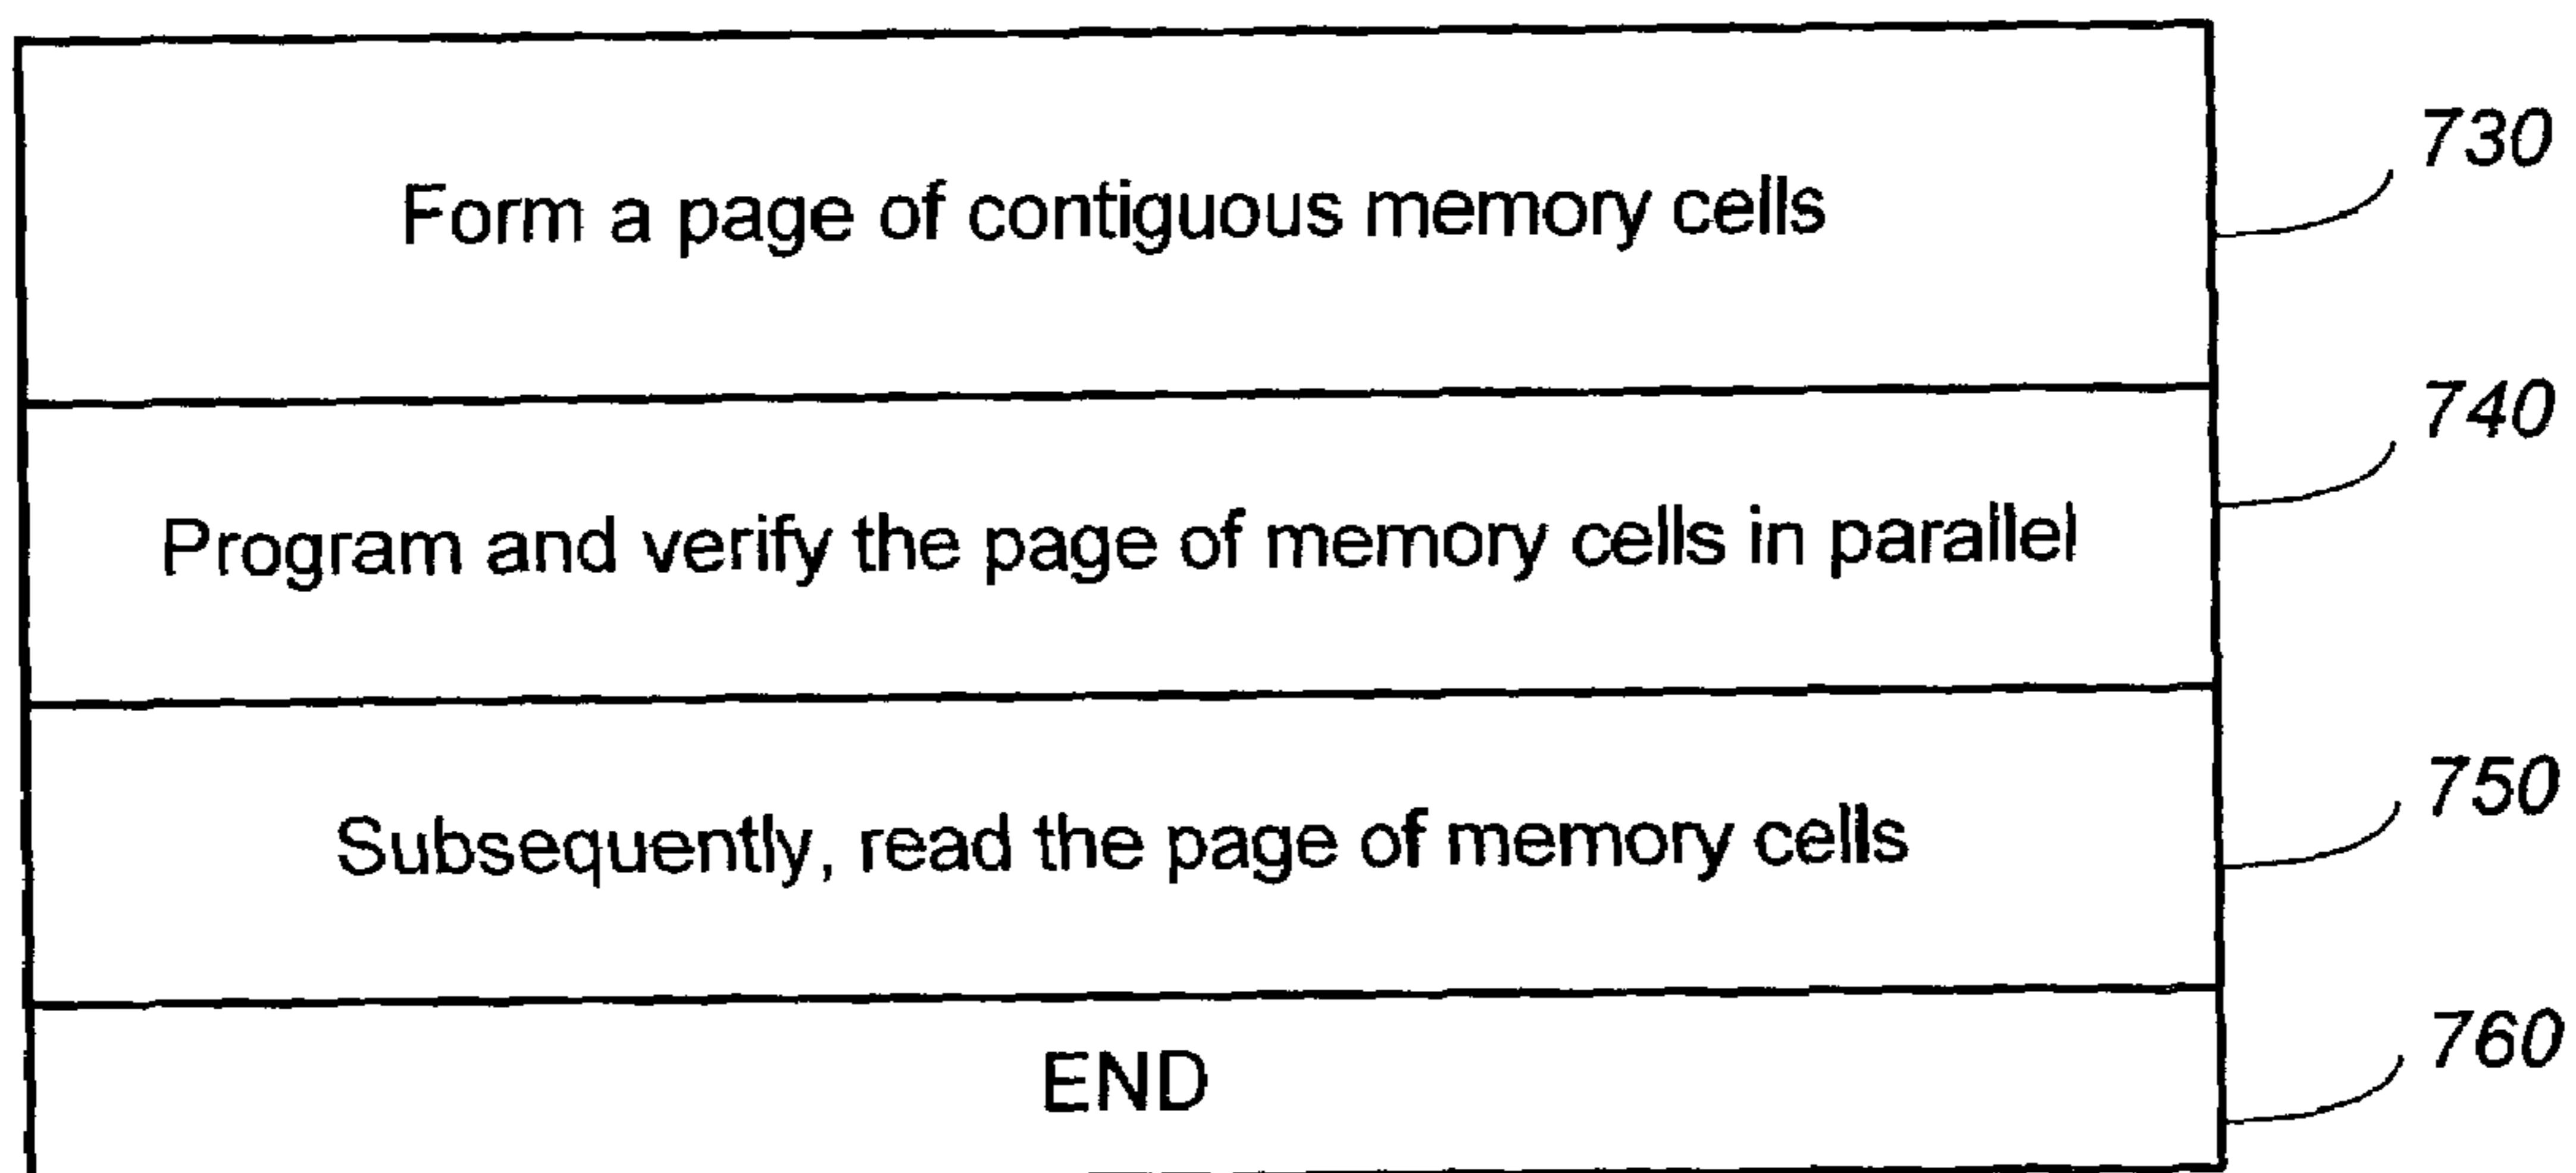 730
Form a page of contiguous memory cells
740
Program and verify the page of memory cells in parallel
750
Subsequently, read the page of memory cells
760
END